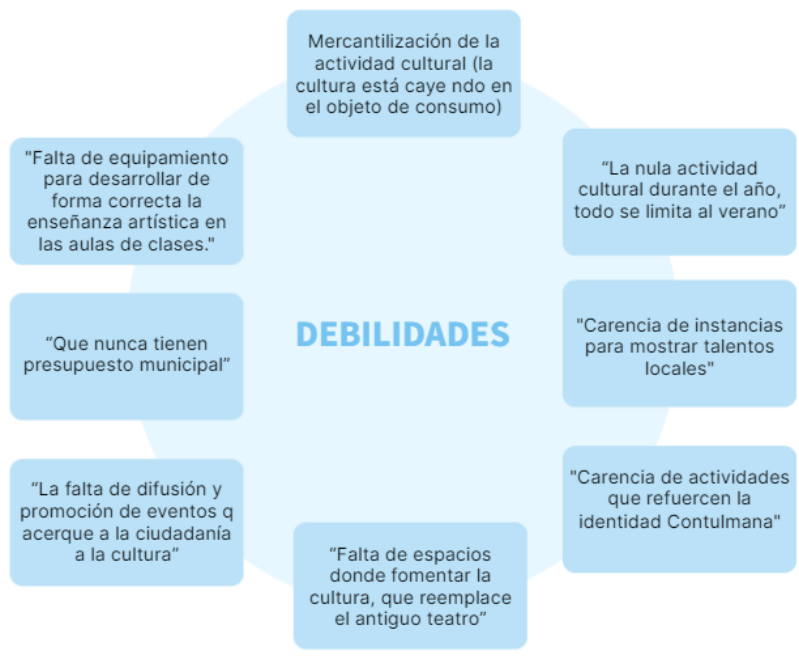 Mercantilización de la
actividad cultural (la
cultura está caye ndo en
el objeto de consumo)
"Falta de equipamiento
para desarrollar de
forma correcta la
enseñanza artística en
las aulas de clases."
“La nula actividad
cultural durante el año,
todo se limita al verano”
DEBILIDADES
“Que nunca tienen
presupuesto municipal”
"Carencia de instancias
para mostrar talentos
locales"
“La falta de difusión y
promoción de eventos q
acerque a la ciudadanía
a la cultura”
"Carencia de actividades
que refuercen la
identidad Contulmana"
“Falta de espacios
donde fomentar la
cultura, que reemplace
el antiguo teatro”